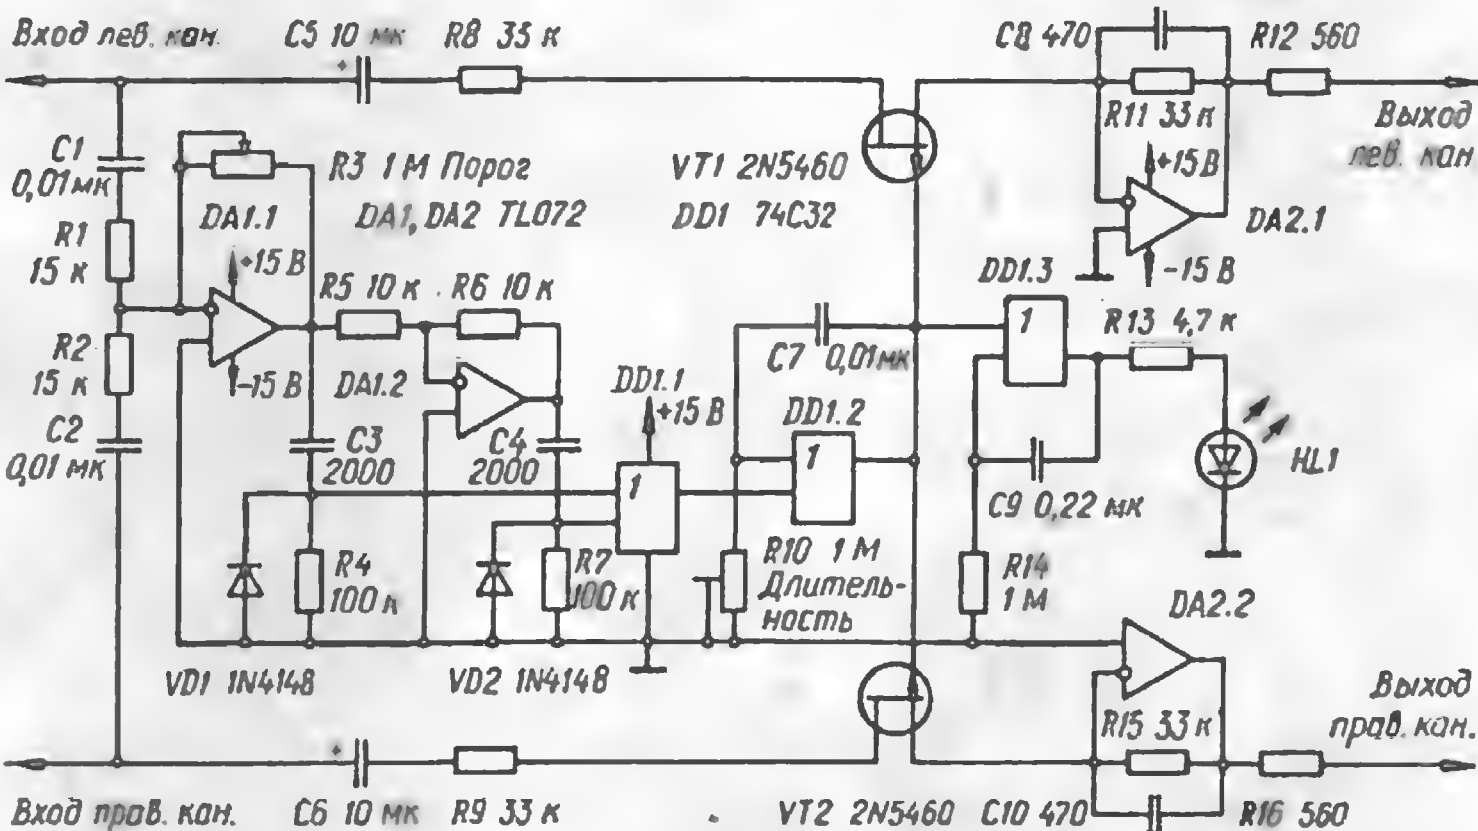 Вход лев. кан.
C5 10 мк
R8 33 к
C8 470
R12 560
R11 33 к
Выход
лев. кан
C1
0,01 мк
R3 1 М Порог
DA1.1
DA1, DA2 TL072
VT1 2N5460
DD1 74C32
+15 В
DA2.1
-15 В
R1
15 к
+15 В
R5 10 к
R6 10 к
DD1.3
1
R13 4,7 к
R2
15 к
-15 В
DA1.2
C7 0,01 мк
DD1.1
+15 В
DD1.2
1
C2
0,01 мк
C3
2000
C4
2000
1
HL1
C9 0,22 мк
R4
100 к
R7
100 к
R10 1 М
Длитель-
ность
R14
1 М
DA2.2
VD1 1N4148
VD2 1N4148
Выход
прав. кан.
R15 33 к
Вход прав. кан.
C6 10 мк
R9 33 к
VT2 2N5460
C10 470
R16 560